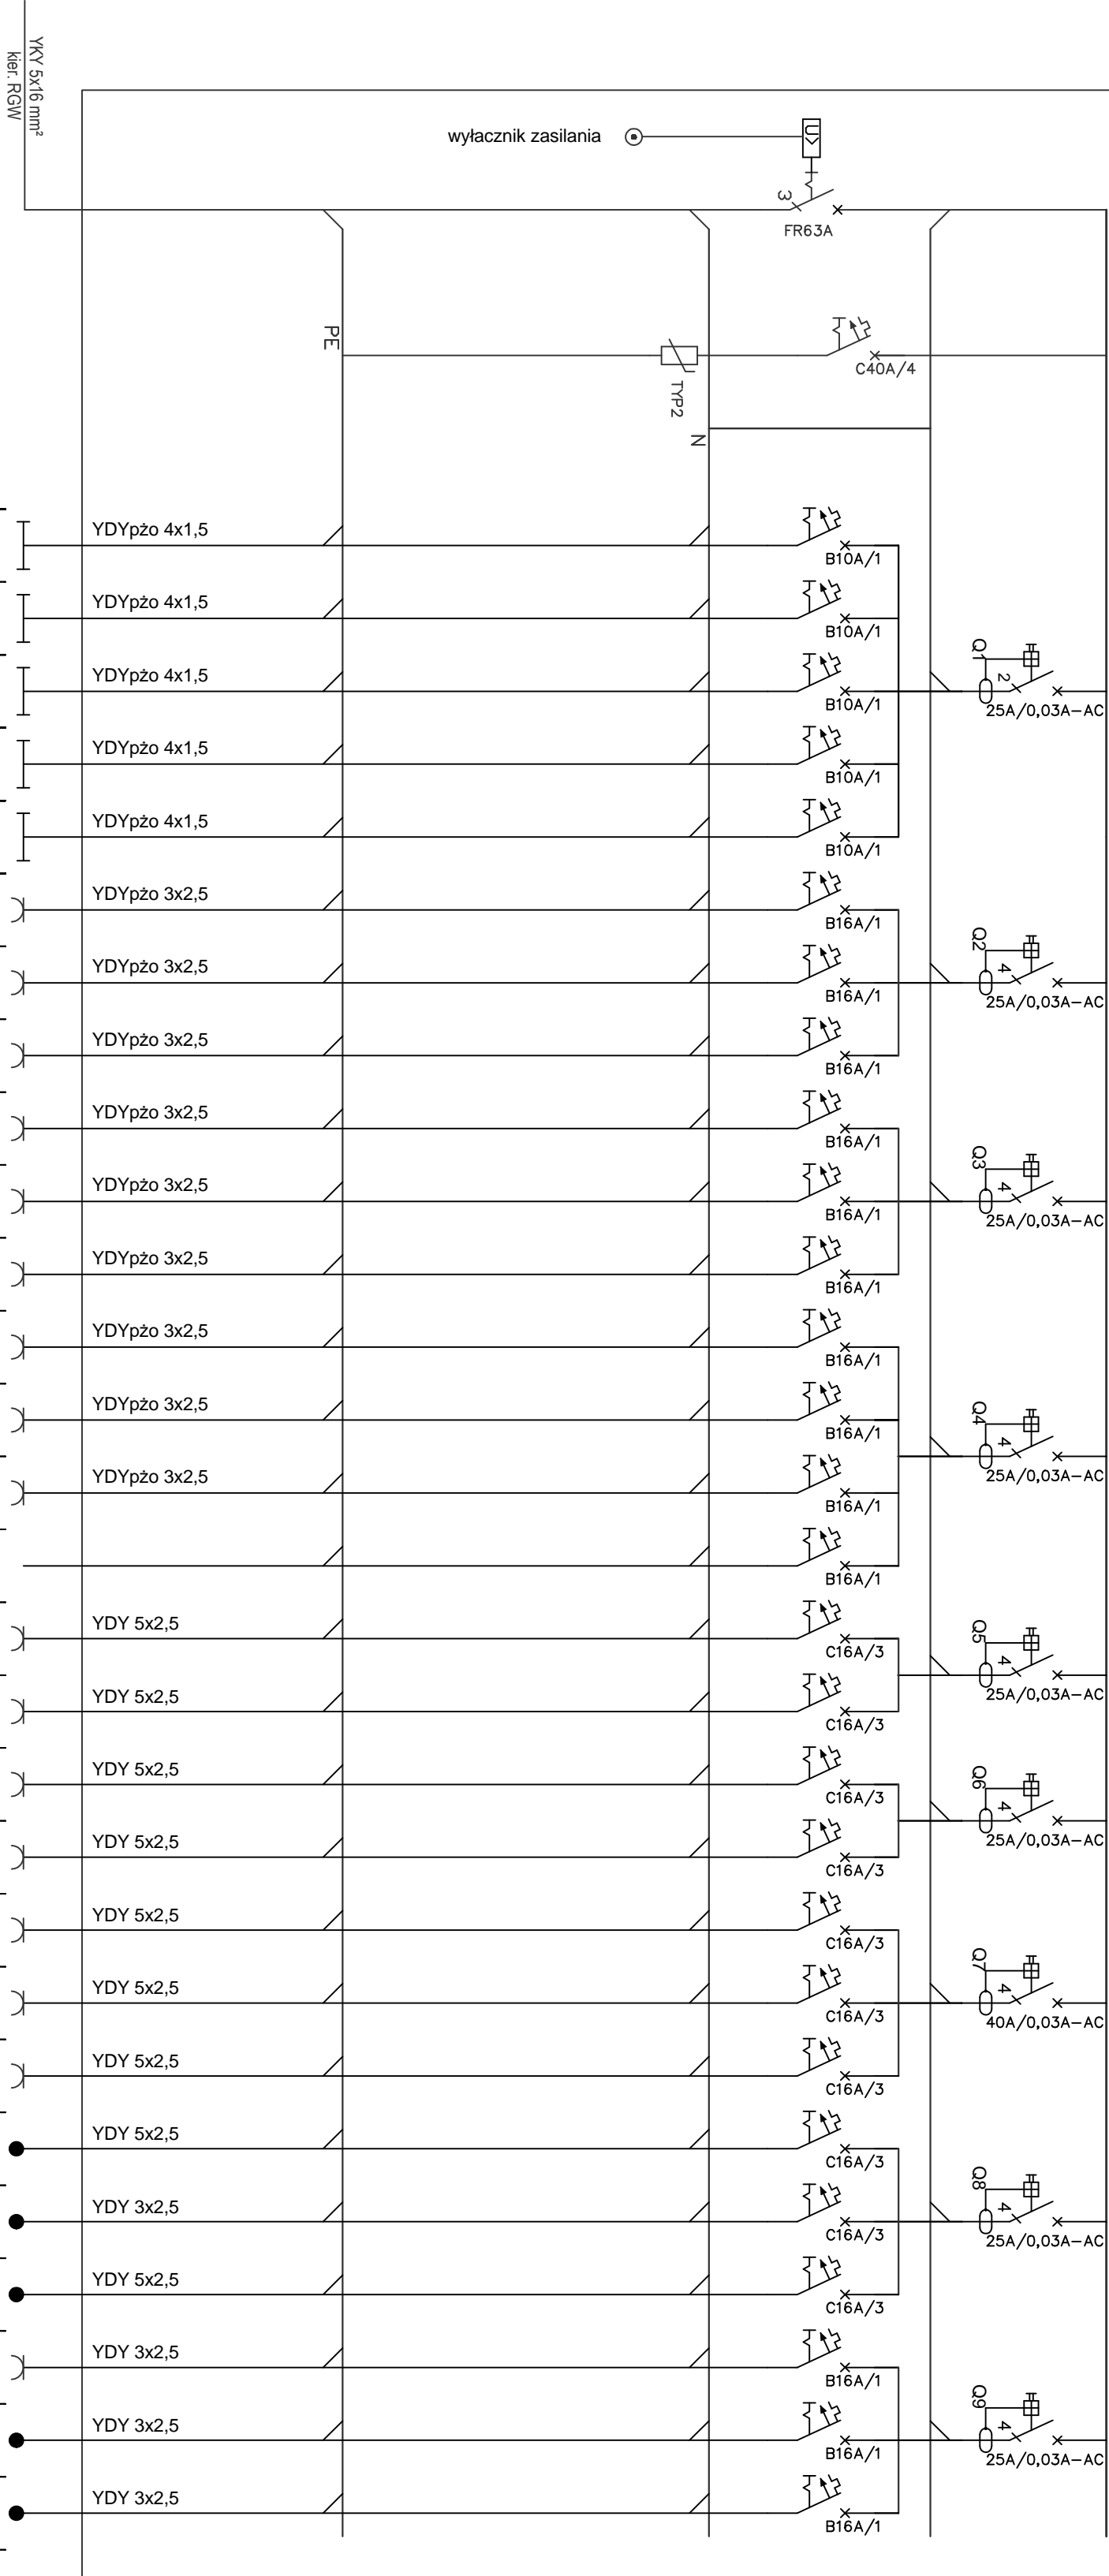 YKY 5x16 mm²
kier. RGW
wyłacznik zasilania
U>
3
FR63A
PE
C40A/4
TYP2
N
YDYpżo 4x1,5
B10A/1
YDYpżo 4x1,5
B10A/1
Q1
2
YDYpżo 4x1,5
B10A/1
25A/0,03A-AC
YDYpżo 4x1,5
B10A/1
YDYpżo 4x1,5
B10A/1
YDYpżo 3x2,5
B16A/1
Q2
4
YDYpżo 3x2,5
B16A/1
25A/0,03A-AC
YDYpżo 3x2,5
B16A/1
YDYpżo 3x2,5
B16A/1
Q3
4
YDYpżo 3x2,5
B16A/1
25A/0,03A-AC
YDYpżo 3x2,5
B16A/1
YDYpżo 3x2,5
B16A/1
YDYpżo 3x2,5
B16A/1
Q4
4
25A/0,03A-AC
YDYpżo 3x2,5
B16A/1
B16A/1
YDY 5x2,5
C16A/3
Q5
4
25A/0,03A-AC
YDY 5x2,5
C16A/3
YDY 5x2,5
C16A/3
Q6
4
25A/0,03A-AC
YDY 5x2,5
C16A/3
YDY 5x2,5
C16A/3
Q7
4
YDY 5x2,5
C16A/3
40A/0,03A-AC
YDY 5x2,5
C16A/3
YDY 5x2,5
C16A/3
Q8
4
YDY 3x2,5
C16A/3
25A/0,03A-AC
YDY 5x2,5
C16A/3
YDY 3x2,5
B16A/1
Q9
4
YDY 3x2,5
B16A/1
25A/0,03A-AC
YDY 3x2,5
B16A/1